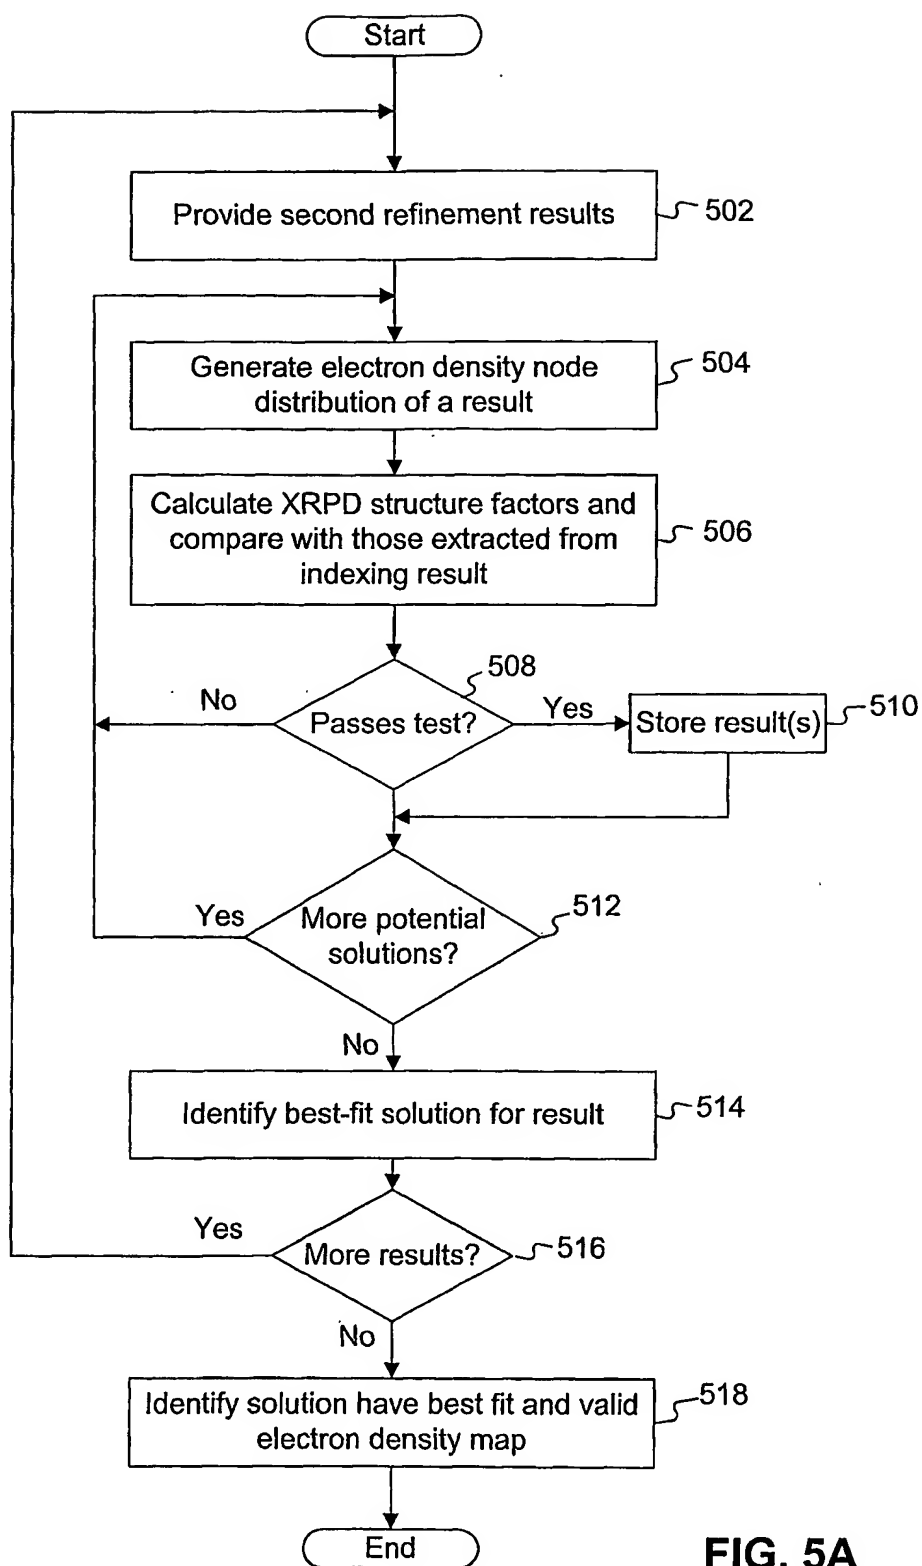 Start
Provide second refinement results
502
Generate electron density node
distribution of a result
504
Calculate XRPD structure factors and
compare with those extracted from
indexing result
506
508
No
Passes test?
Yes
Store result(s)
510
Yes
More potential
solutions?
512
No
Identify best-fit solution for result
514
Yes
More results?
516
No
Identify solution have best fit and valid
electron density map
518
End
FIG. 5A